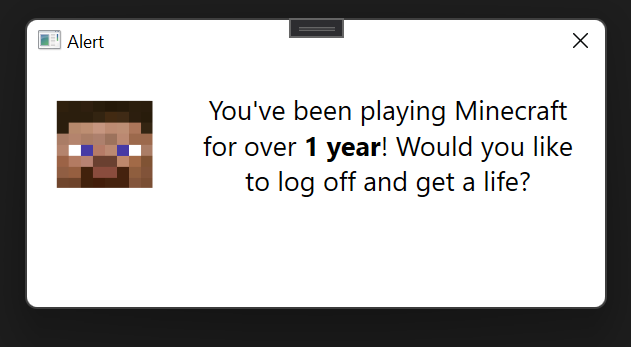 Alert
You've been playing Minecraft
for over 1 year! Would you like
to log off and get a life?